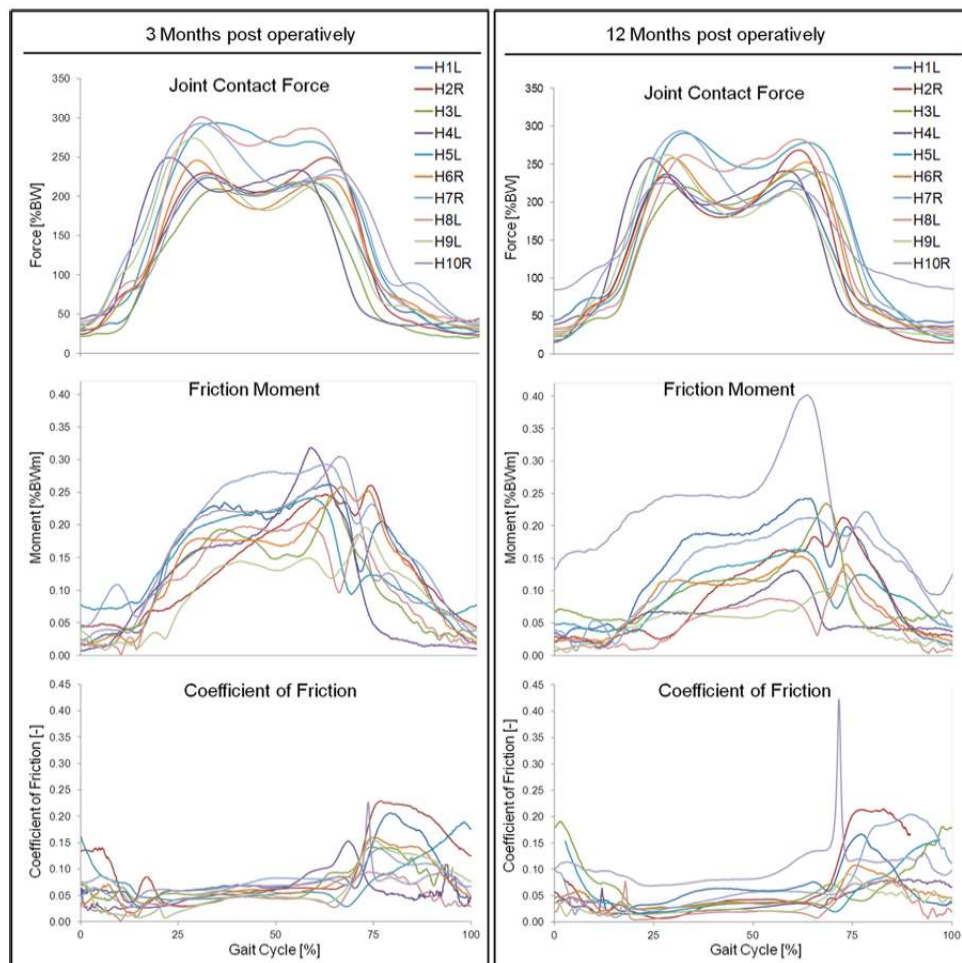 3 Months post operatively
Joint Contact Force
Force [%BW]
350
300
250
200
150
100
50
0
H1L
H2R
H3L
H4L
H5L
H6R
H7R
H8L
H9L
H10R
Friction Moment
Moment [%BWm]
0.40
0.35
0.30
0.25
0.20
0.15
0.10
0.05
0.00
Coefficient of Friction
Coefficient of Friction [-]
0.45
0.40
0.35
0.30
0.25
0.20
0.15
0.10
0.05
0.00
0 25 50 75 100
Gait Cycle [%]
12 Months post operatively
Joint Contact Force
Force [%BW]
350
300
250
200
150
100
50
0
H1L
H2R
H3L
H4L
H5L
H6R
H7R
H8L
H9L
H10R
Friction Moment
Moment [%BWm]
0.40
0.35
0.30
0.25
0.20
0.15
0.10
0.05
0.00
Coefficient of Friction
Coefficient of Friction [-]
0.45
0.40
0.35
0.30
0.25
0.20
0.15
0.10
0.05
0.00
0 25 50 75 100
Gait Cycle [%]